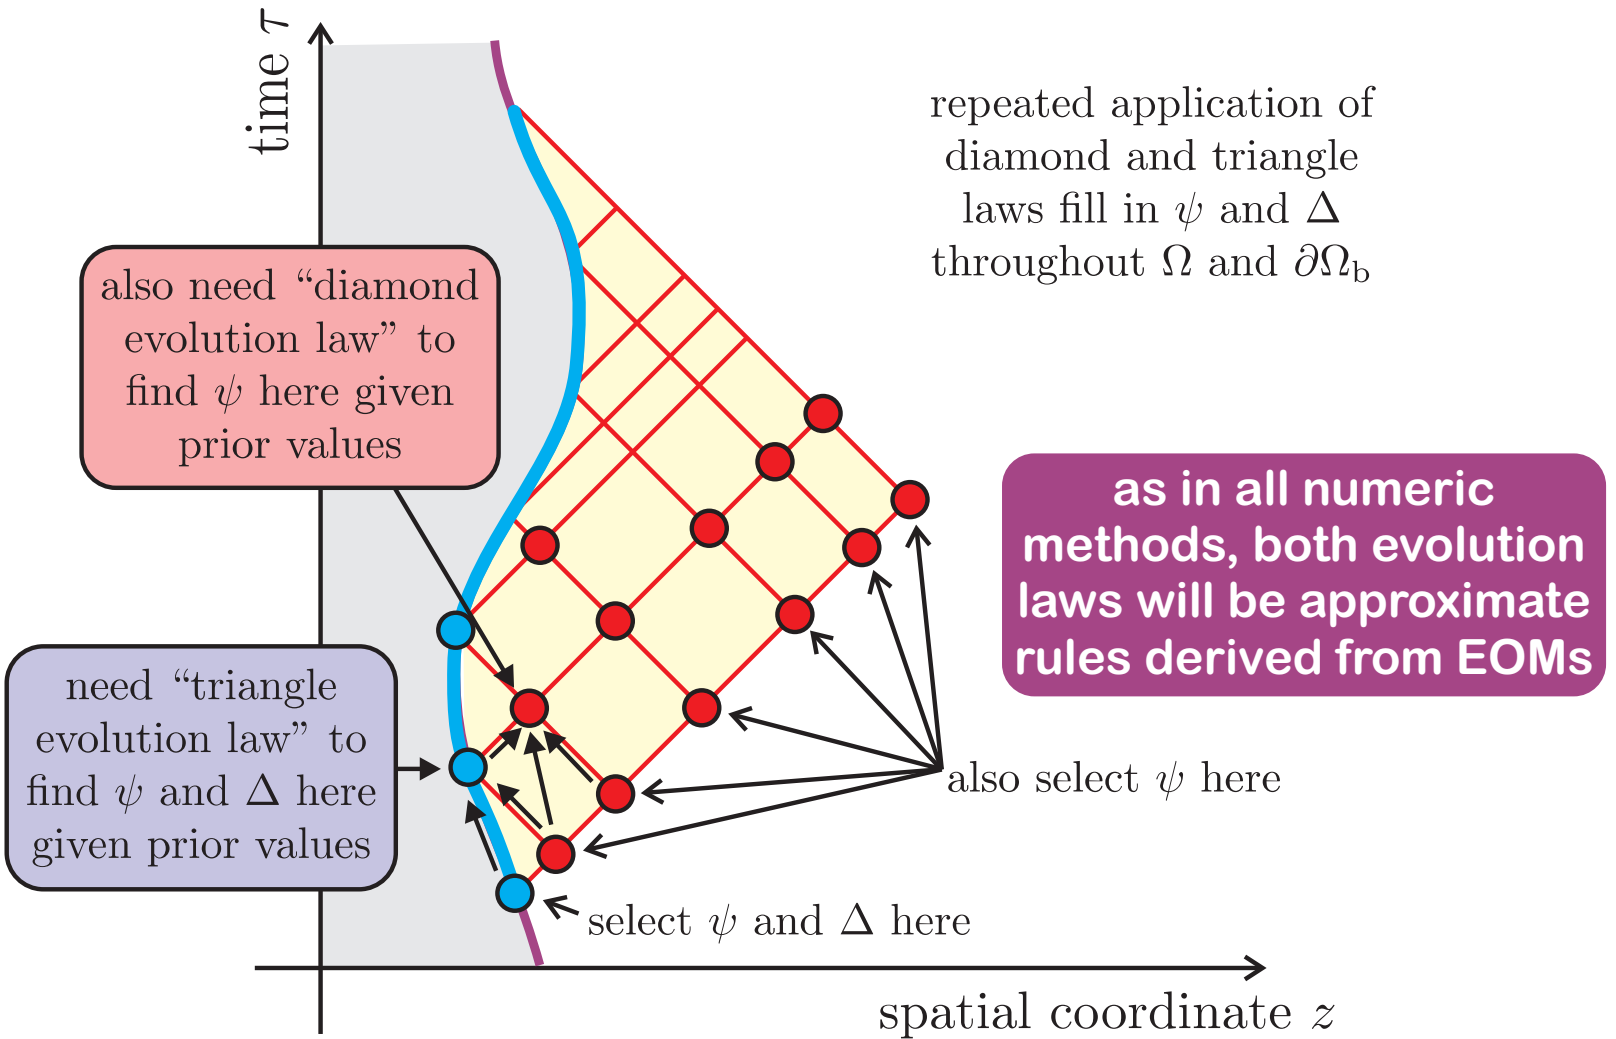 time τ
repeated application of
diamond and triangle
laws fill in ψ and Δ
throughout Ω and ∂Ω_b
also need “diamond
evolution law” to
find ψ here given
prior values
as in all numeric
methods, both evolution
laws will be approximate
rules derived from EOMs
need “triangle
evolution law” to
find ψ and Δ here
given prior values
also select ψ here
select ψ and Δ here
spatial coordinate z